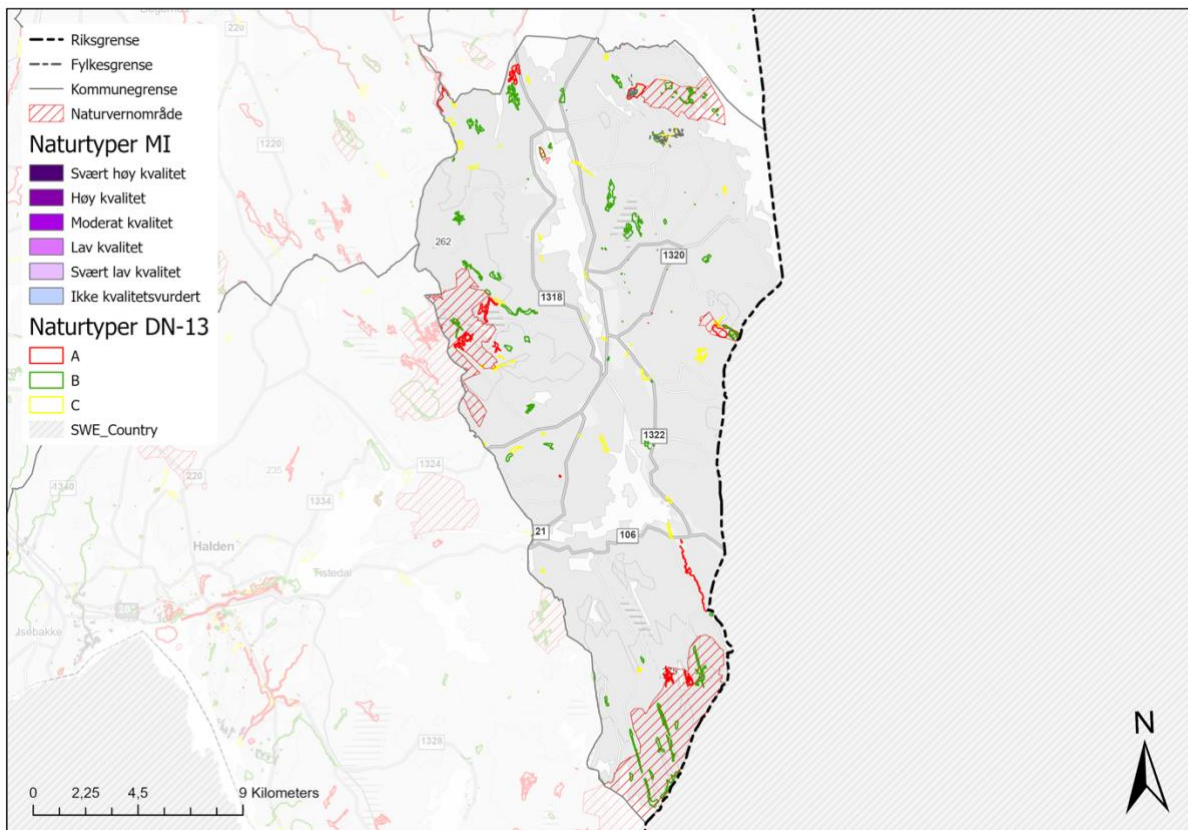 Riksgrense
Fylkesgrense
Kommunegrense
Naturvernområde
Naturtyper MI
Svært høy kvalitet
Høy kvalitet
Moderat kvalitet
Lav kvalitet
Svært lav kvalitet
Ikke kvalitetsvurdert
Naturtyper DN-13
A
B
C
SWE_Country
220
1220
262
1320
1318
1322
1324
235
220
1340
1334
21
106
Halden
Tistedal
Isebakke
1328
N
0 2,25 4,5 9 Kilometers